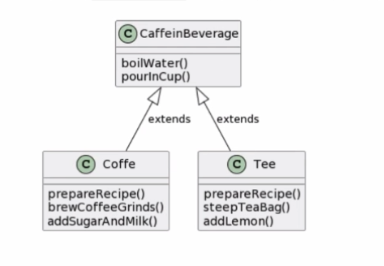 C CaffeinBeverage
boilWater()
pourInCup()
extends
extends
C Coffe
prepareRecipe()
brewCoffeeGrinds()
addSugarAndMilk()
C Tee
prepareRecipe()
steepTeaBag()
addLemon()